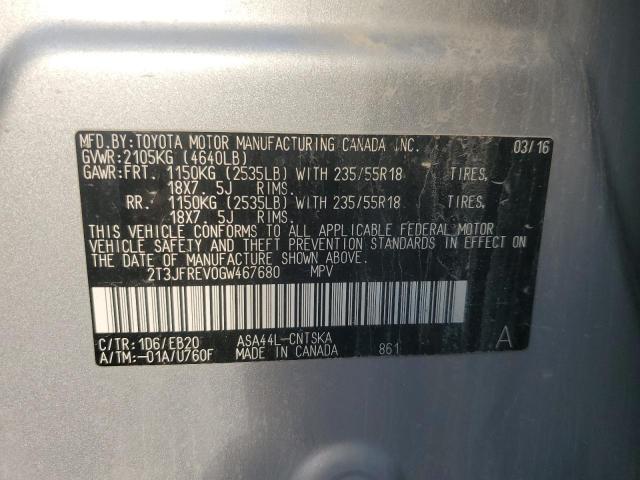 MFD.BY:TOYOTA MOTOR MANUFACTURING CANADA INC. 03/16
GVWR:2105KG (4640LB)
GAWR:FRT. 1150KG (2535LB) WITH 235/55R18 TIRES,
18X7. 5J RIMS.
RR. 1150KG (2535LB) WITH 235/55R18 TIRES,
18X7. 5J RIMS.
THIS VEHICLE CONFORMS TO ALL APPLICABLE FEDERAL MOTOR
VEHICLE SAFETY AND THEFT PREVENTION STANDARDS IN EFFECT ON
THE DATE OF MANUFACTURE SHOWN ABOVE.
2T3JFREV0GW467680 MPV
C/TR:1D6/EB20 ASA44L-CNTSKA
A/TM:-01A/U760F MADE IN CANADA 861 A